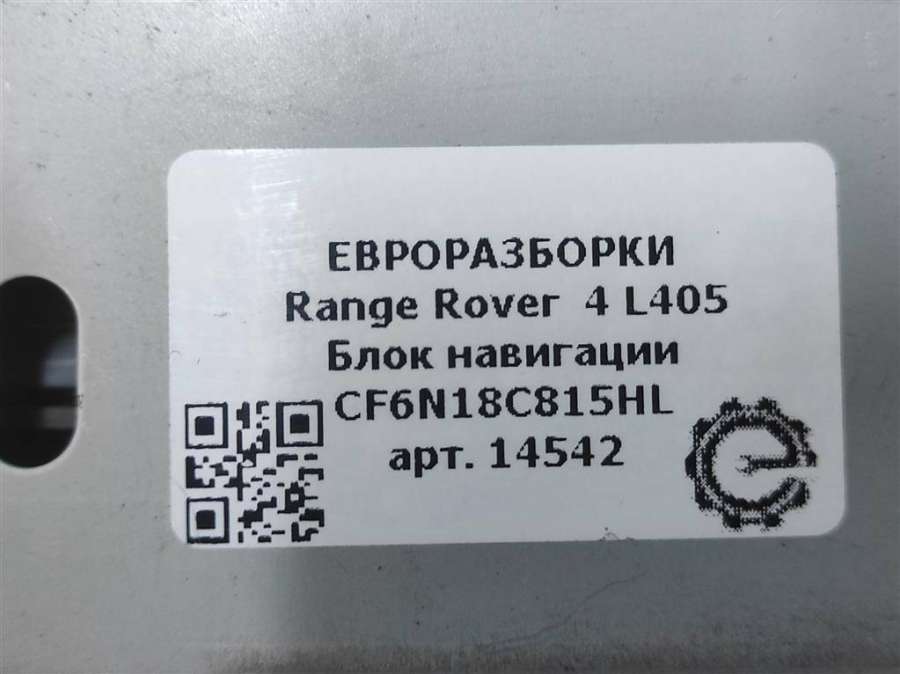 ЕВРОРАЗБОРКИ
Range Rover 4 L405
Блок навигации
CF6N18C815HL
арт. 14542